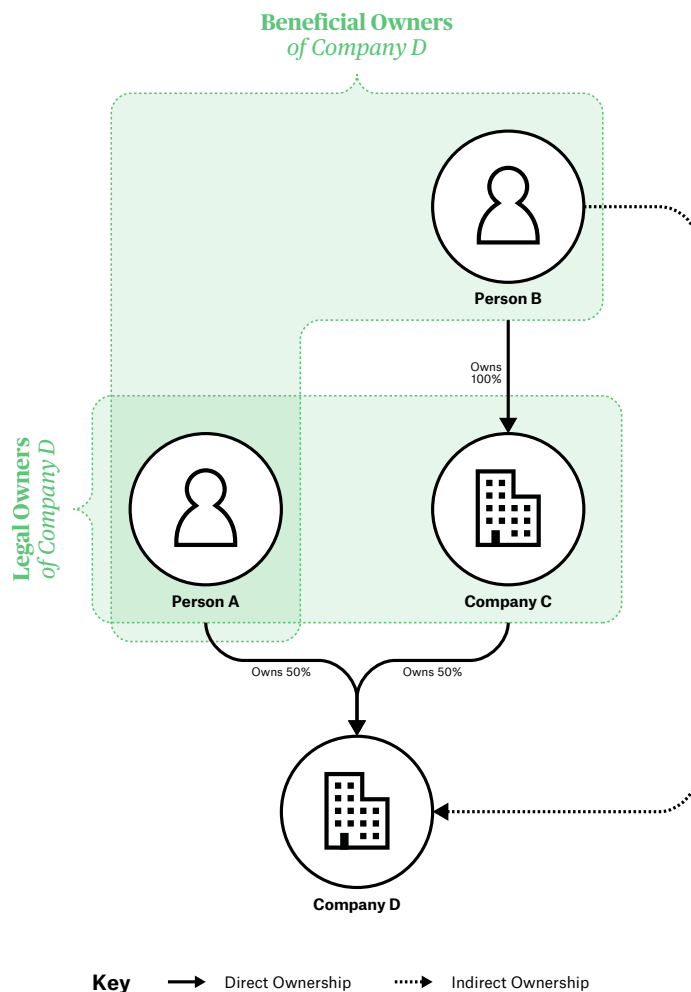 Beneficial Owners
of Company D
Person B
Owns
100%
Legal Owners
of Company D
Person A
Company C
Owns 50%
Owns 50%
Company D
Key
Direct Ownership
Indirect Ownership